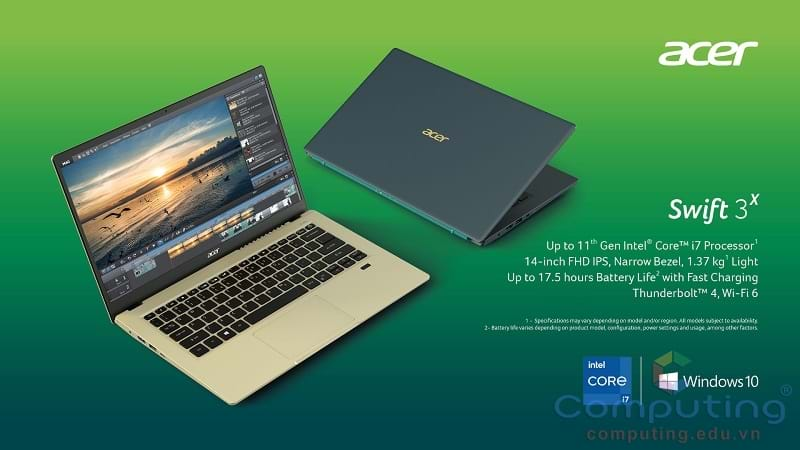 acer
acer
MAG
acer
Swift 3x
Up to 11th Gen Intel® Core™ i7 Processor1
14-inch FHD IPS, Narrow Bezel, 1.37 kg1 Light
Up to 17.5 hours Battery Life2 with Fast Charging
Thunderbolt™ 4, Wi-Fi 6
1 - Specifications may vary depending on model and/or region. All models subject to availability.
2 - Battery life varies depending on product model, configuration, power settings and usage, among other factors.
intel
CORE
i7
Windows 10
Computing®
computing.edu.vn